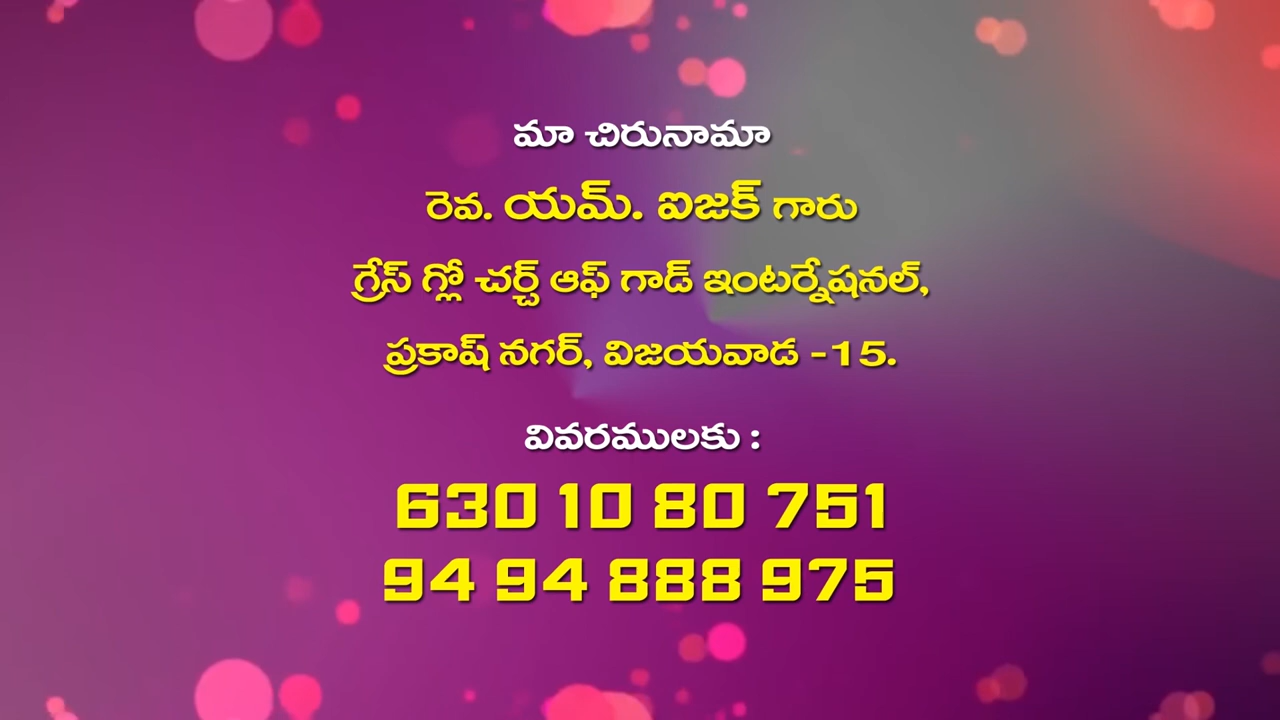 మా చిరునామా
రెవ. యమ్. ఐజక్ గారు
గ్రేస్ గ్లో చర్చ్ ఆఫ్ గాడ్ ఇంటర్నేషనల్,
ప్రకాష్ నగర్, విజయవాడ -15.
వివరములకు :
630 10 80 751
94 94 888 975